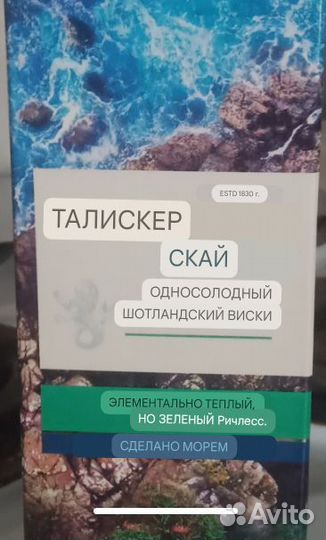 ESTD 1830 г.
ТАЛИСКЕР
СКАЙ
ОДНОСОЛОДНЫЙ
ШОТЛАНДСКИЙ ВИСКИ
ЭЛЕМЕНТАЛЬНО ТЕПЛЫЙ,
НО ЗЕЛЕНЫЙ Ричлесс.
СДЕЛАНО МОРЕМ
Avito